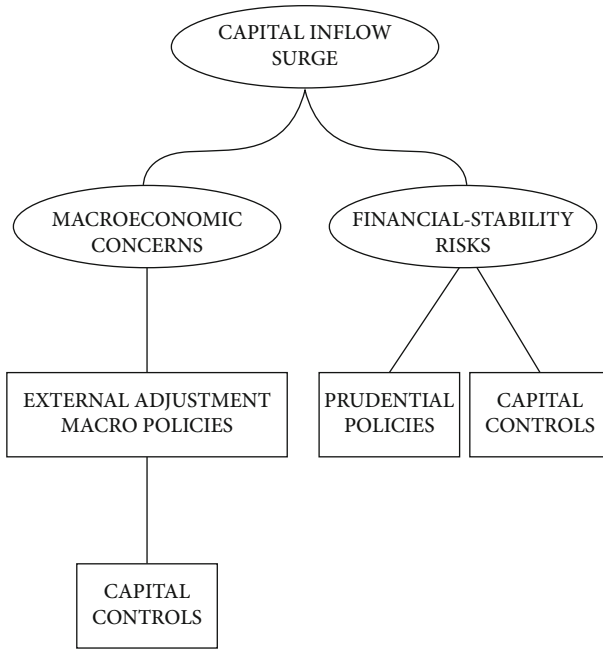 CAPITAL INFLOW
SURGE
MACROECONOMIC
CONCERNS
FINANCIAL-STABILITY
RISKS
EXTERNAL ADJUSTMENT
MACRO POLICIES
PRUDENTIAL
POLICIES
CAPITAL
CONTROLS
CAPITAL
CONTROLS